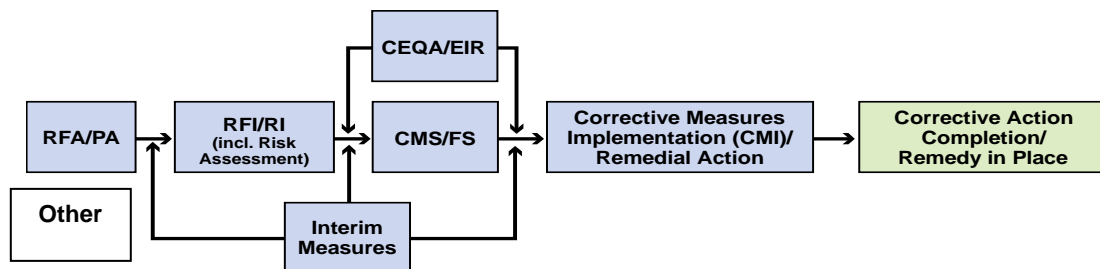 CEQA/EIR
RFA/PA
RFI/RI
(incl. Risk
Assessment)
CMS/FS
Corrective Measures
Implementation (CMI)/
Remedial Action
Corrective Action
Completion/
Remedy in Place
Other
Interim
Measures